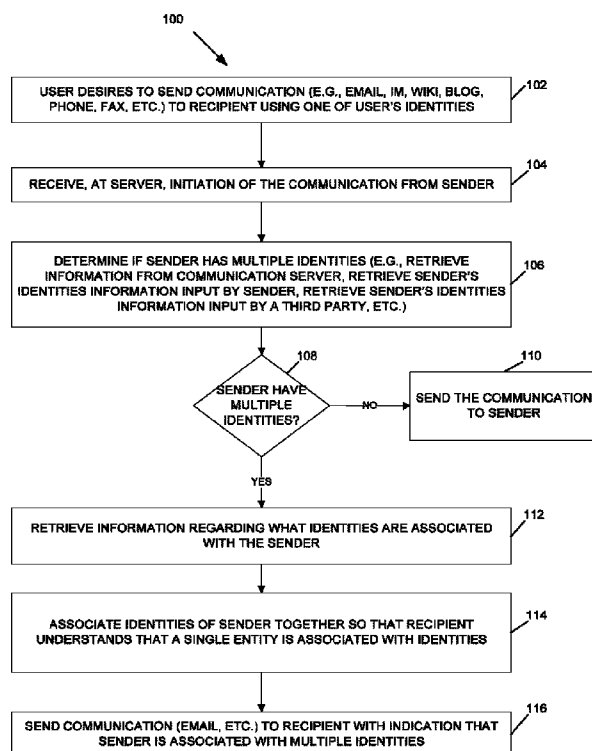 100
USER DESIRES TO SEND COMMUNICATION (E.G., EMAIL, IM, WIKI, BLOG,
PHONE, FAX, ETC.) TO RECIPIENT USING ONE OF USER'S IDENTITIES
102
104
RECEIVE, AT SERVER, INITIATION OF THE COMMUNICATION FROM SENDER
DETERMINE IF SENDER HAS MULTIPLE IDENTITIES (E.G., RETRIEVE
INFORMATION FROM COMMUNICATION SERVER, RETRIEVE SENDER'S
IDENTITIES INFORMATION INPUT BY SENDER, RETRIEVE SENDER'S IDENTITIES
INFORMATION INPUT BY A THIRD PARTY, ETC.)
106
108
SENDER HAVE
MULTIPLE
IDENTITIES?
NO
110
SEND THE COMMUNICATION
TO SENDER
YES
RETRIEVE INFORMATION REGARDING WHAT IDENTITIES ARE ASSOCIATED
WITH THE SENDER
112
ASSOCIATE IDENTITIES OF SENDER TOGETHER SO THAT RECIPIENT
UNDERSTANDS THAT A SINGLE ENTITY IS ASSOCIATED WITH IDENTITIES
114
SEND COMMUNICATION (EMAIL, ETC.) TO RECIPIENT WITH INDICATION THAT
SENDER IS ASSOCIATED WITH MULTIPLE IDENTITIES
116